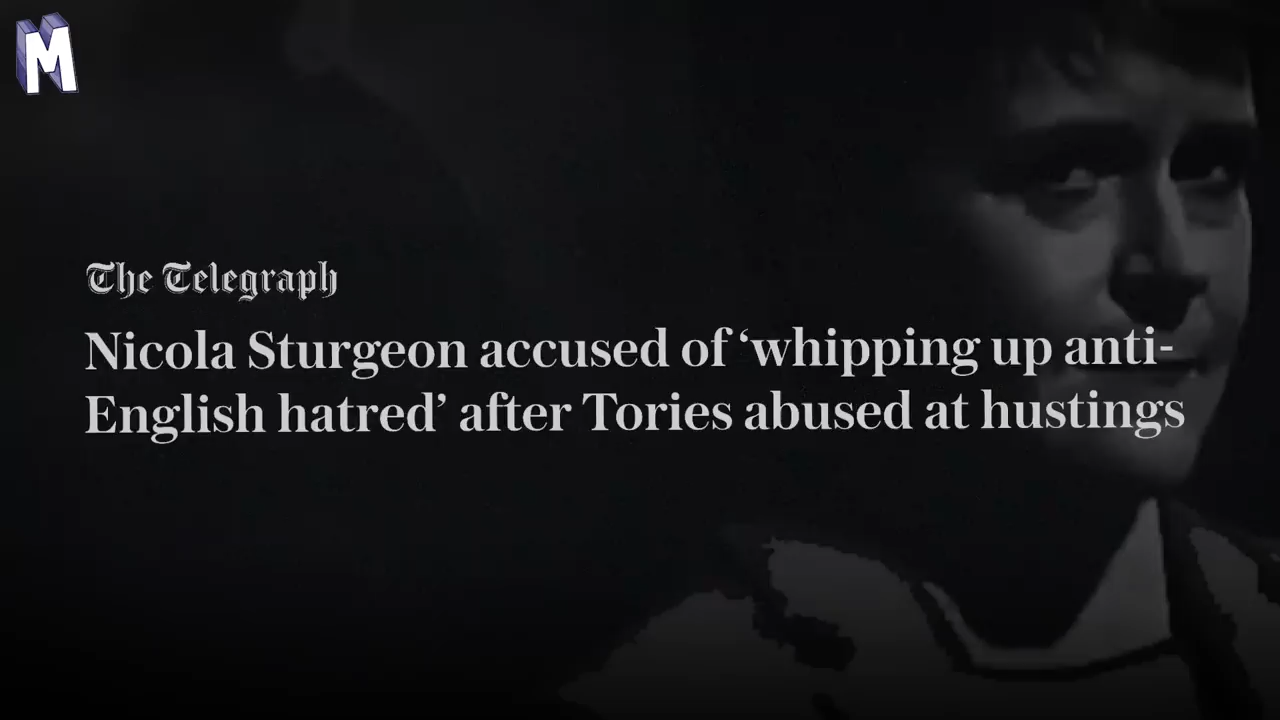 M
The Telegraph
Nicola Sturgeon accused of ‘whipping up anti-
English hatred’ after Tories abused at hustings